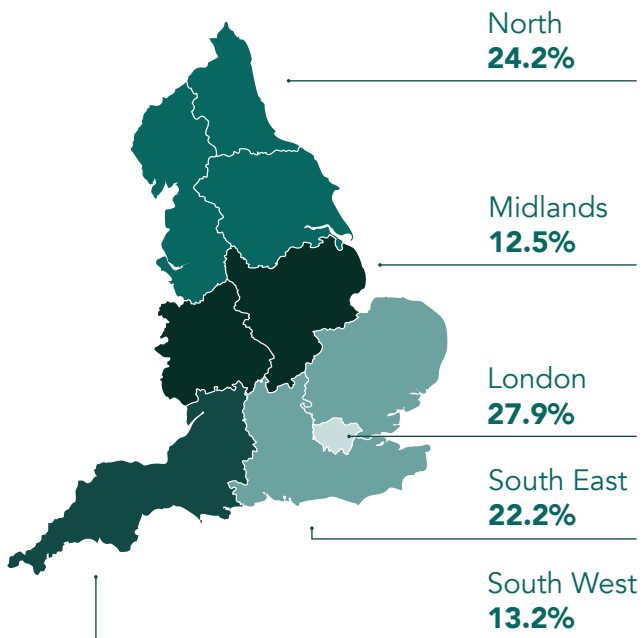 North
24.2%
Midlands
12.5%
London
27.9%
South East
22.2%
South West
13.2%